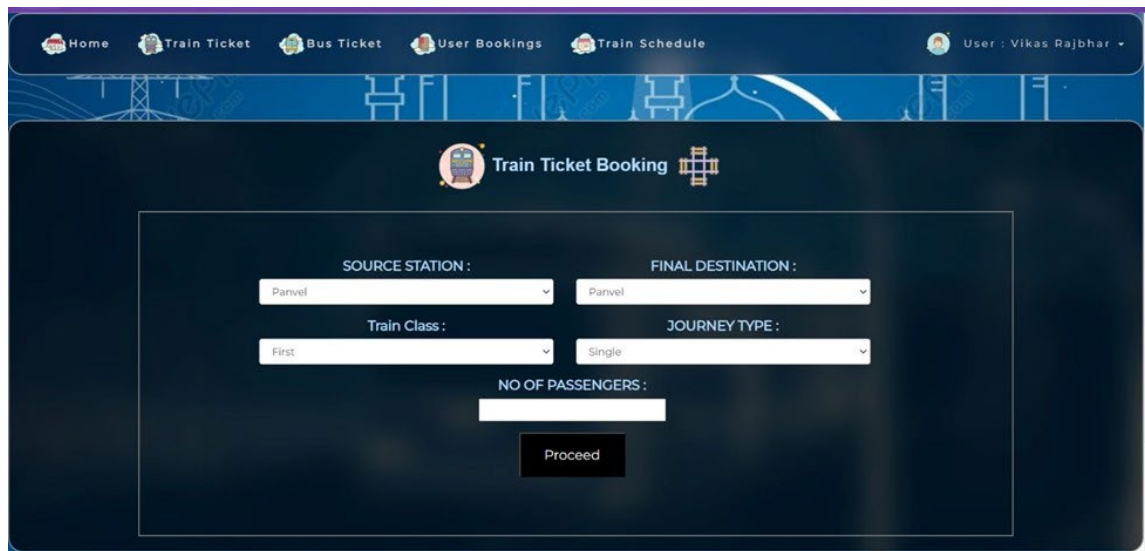 Home Train Ticket Bus Ticket User Bookings Train Schedule User : Vikas Rajbhar
Train Ticket Booking
SOURCE STATION : FINAL DESTINATION :
Panvel Panvel
Train Class : JOURNEY TYPE :
First Single
NO OF PASSENGERS :
Proceed